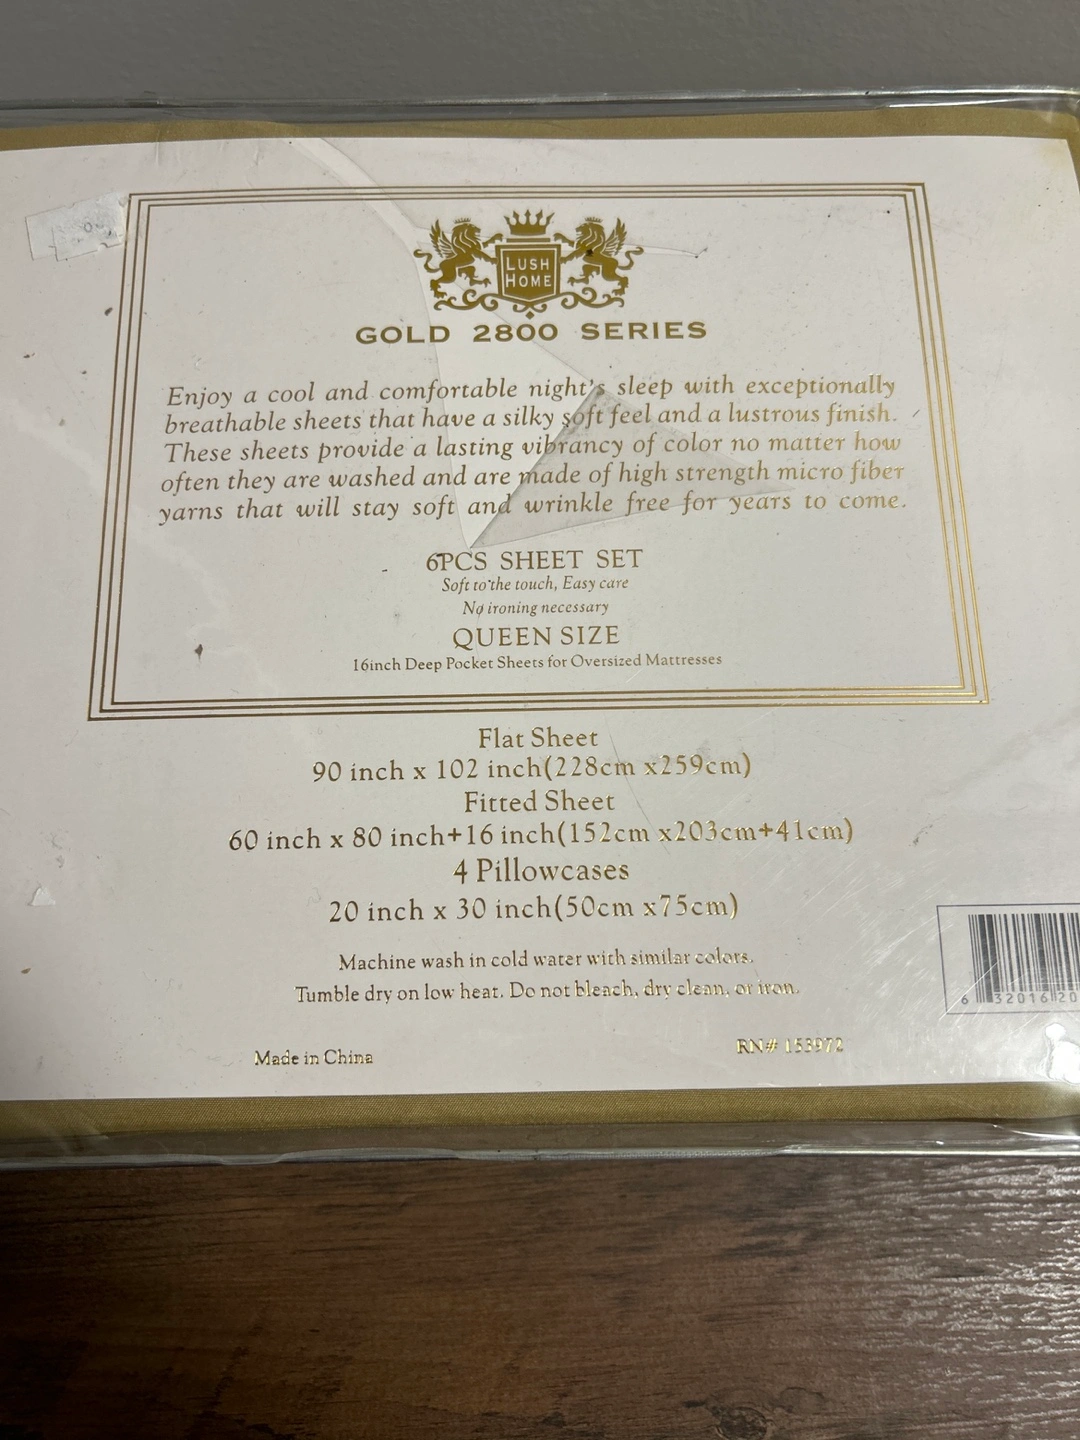 LUSH
HOME
GOLD 2800 SERIES
Enjoy a cool and comfortable night's sleep with exceptionally
breathable sheets that have a silky soft feel and a lustrous finish.
These sheets provide a lasting vibrancy of color no matter how
often they are washed and are made of high strength micro fiber
yarns that will stay soft and wrinkle free for years to come.
6PCS SHEET SET
Soft to the touch, Easy care
No ironing necessary
QUEEN SIZE
16inch Deep Pocket Sheets for Oversized Mattresses
Flat Sheet
90 inch x 102 inch(228cm x259cm)
Fitted Sheet
60 inch x 80 inch+16 inch(152cm x203cm+41cm)
4 Pillowcases
20 inch x 30 inch(50cm x75cm)
Machine wash in cold water with similar colors.
Tumble dry on low heat. Do not bleach, dry clean, or iron.
6 32016 20
Made in China
RN# 153972